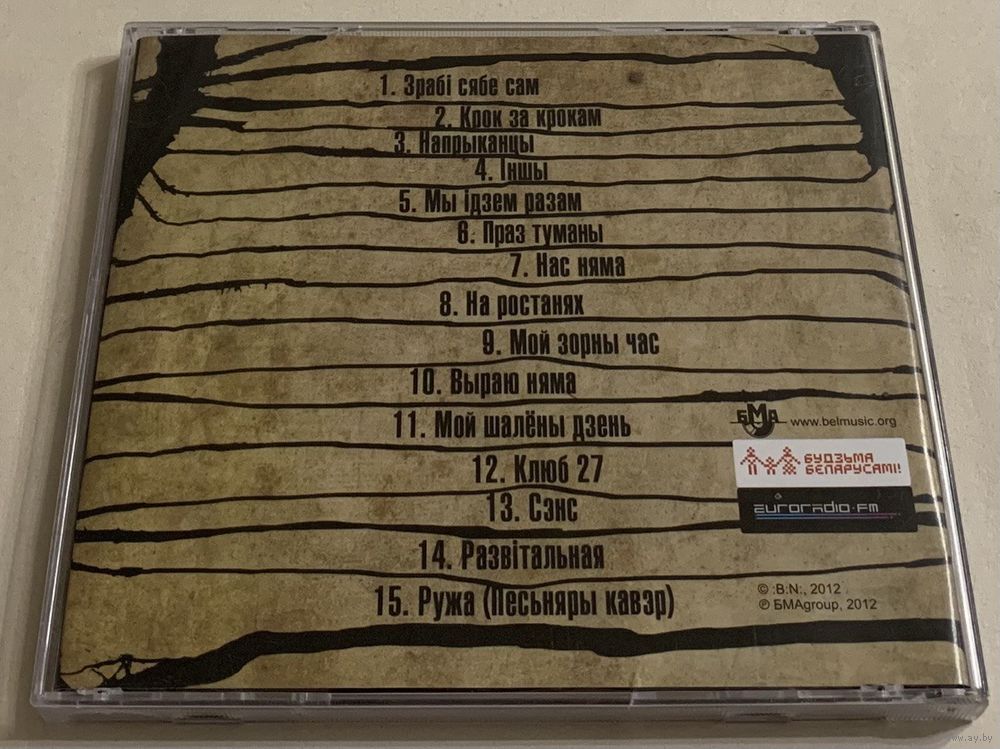 1. Зрабі сябе сам
2. Крок за крокам
3. Напрыканцы
4. Іншы
5. Мы ідзем разам
6. Праз туманы
7. Нас няма
8. На ростанях
9. Мой зорны час
10. Выраю няма
11. Мой шалёны дзень
12. Клюб 27
13. Сэнс
14. Развітальная
15. Ружа (Песьняры кавэр)
БМА www.belmusic.org
БУДЗЬМА
БЕЛАРУСАМІ!
EURORADIO.FM
© :B:N:, 2012
℗ БМАgroup, 2012
www.ay.by